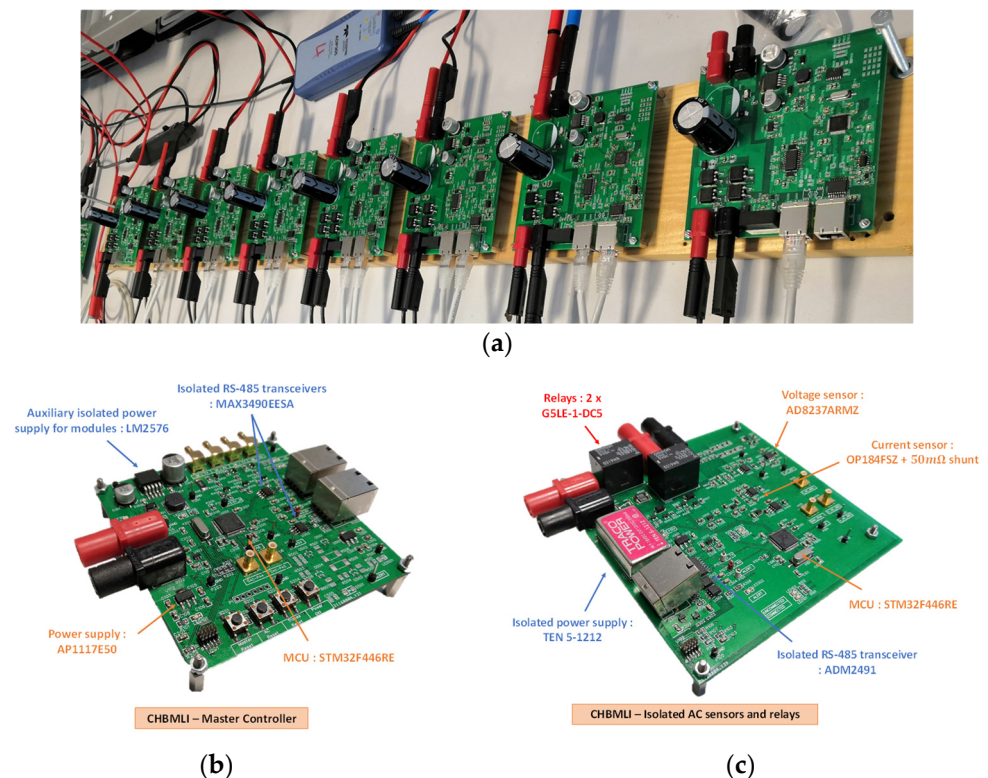 (a)
Isolated RS-485 transceivers
: MAX3490EESA
Auxiliary isolated power
supply for modules : LM2576
Power supply :
AP1117E50
MCU : STM32F446RE
CHBMLI – Master Controller
(b)
Relays : 2 x
G5LE-1-DC5
Voltage sensor :
AD8237ARMZ
Current sensor :
OP184FSZ + 50mΩ shunt
TRACO
POWER
MCU : STM32F446RE
Isolated power supply :
TEN 5-1212
Isolated RS-485 transceiver :
ADM2491
CHBMLI – Isolated AC sensors and relays
(c)